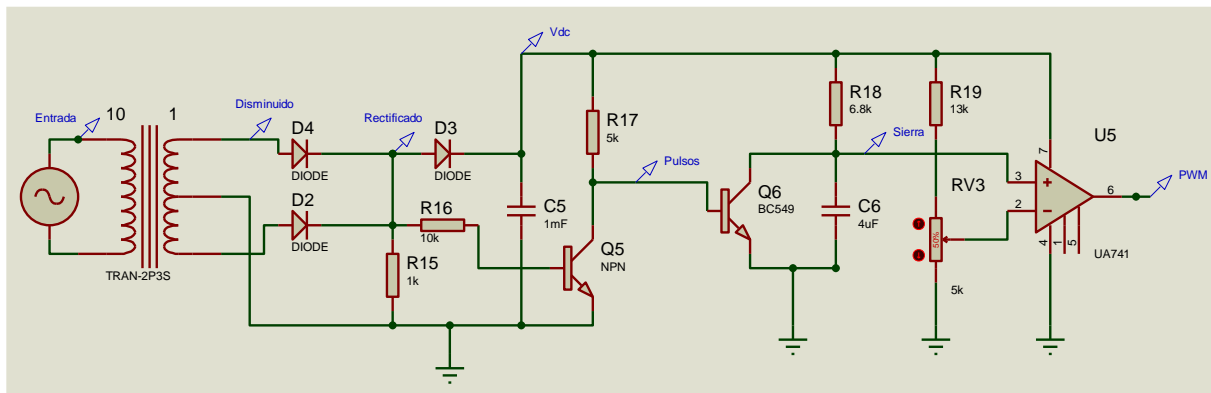 Vdc
Entrada
10
1
Disminuido
D4
DIODE
Rectificado
D3
DIODE
R17
5k
R18
6.8k
R19
13k
Sierra
U5
Pulsos
7
3
2
6
4
1
5
UA741
PWM
D2
DIODE
R16
10k
R15
1k
C5
1mF
Q5
NPN
Q6
BC549
C6
4uF
RV3
50%
5k
TRAN-2P3S